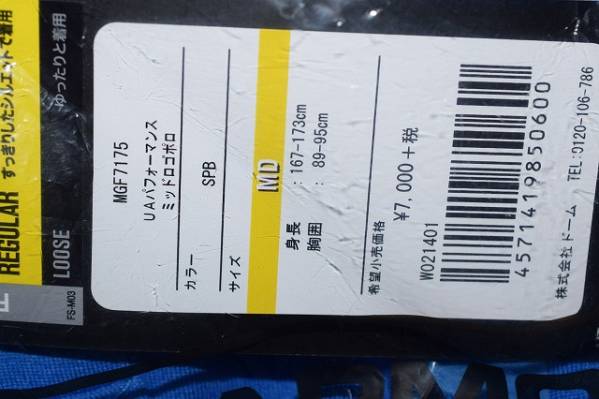 REGULAR すっきりしたシルエットで着用
LOOSE ゆったりと着用
FS-M03
MGF7175
UAパフォーマンス
ミッドロゴポロ
カラー SPB
サイズ MD
身長 : 167-173cm
胸囲 : 89-95cm
希望小売価格
¥7,000+税
W021401
4571419850600
株式会社ドーム TEL:0120-106-786